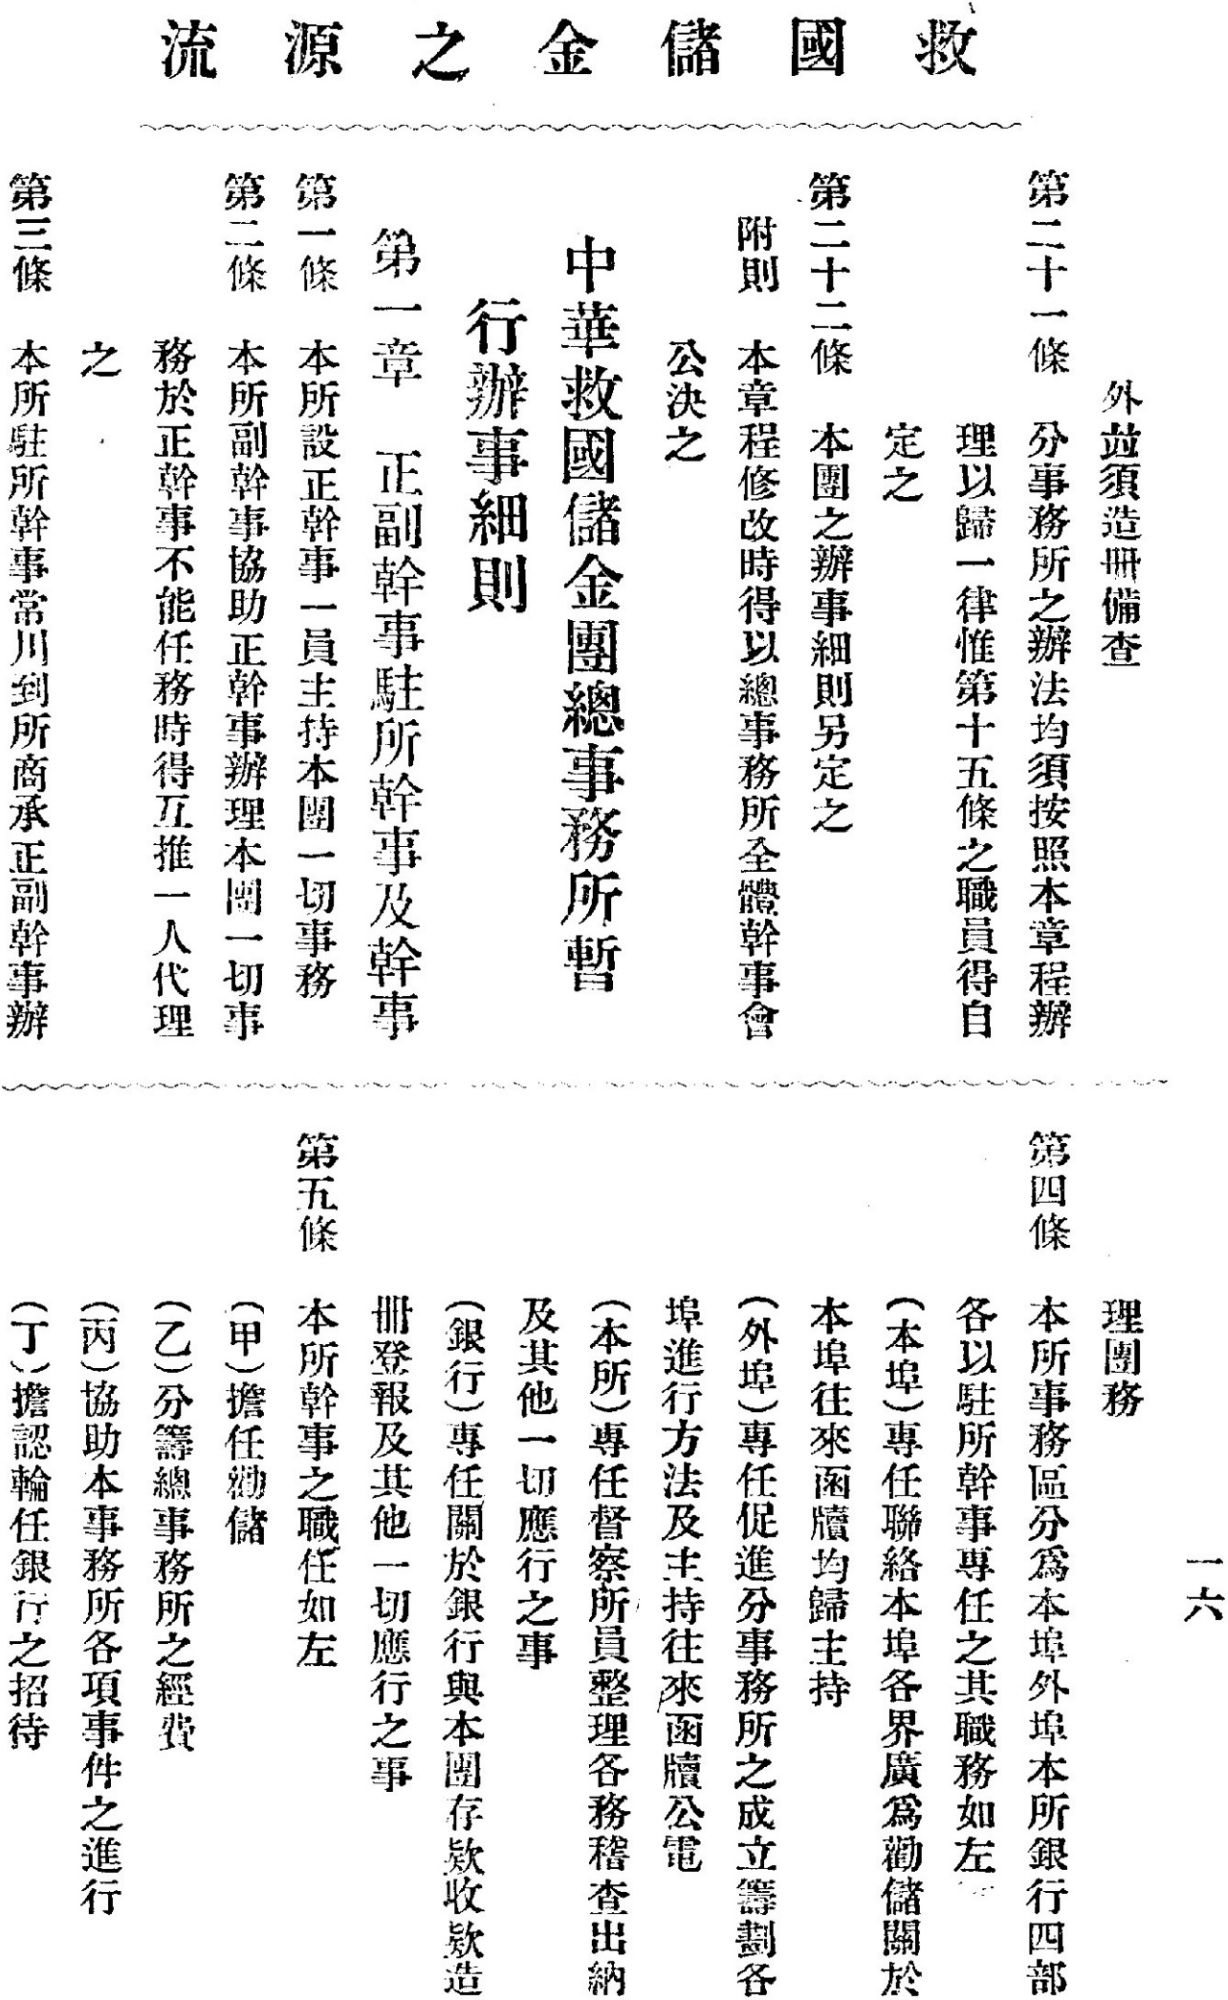 救國儲金之源流
外並須造冊備查
第二十一條　分事務所之辦法均須按照本章程辦
理以歸一律惟第十五條之職員得自
定之
第二十二條　本團之辦事細則另定之
附則　本章程修改時得以總事務所全體幹事會
公決之
中華救國儲金團總事務所暫
行辦事細則
第一章　正副幹事駐所幹事及幹事
第一條　本所設正幹事一員主持本團一切事務
第二條　本所副幹事協助正幹事辦理本團一切事
務於正幹事不能任務時得互推一人代理
之
第三條　本所駐所幹事常川到所商承正副幹事辦
一六
理團務
第四條　本所事務區分爲本埠外埠本所銀行四部
各以駐所幹事專任之其職務如左
（本埠）專任聯絡本埠各界廣爲勸儲關於
本埠往來函牘均歸主持
（外埠）專任促進分事務所之成立籌劃各
埠進行方法及主持往來函牘公電
（本所）專任督察所員整理各務稽查出納
及其他一切應行之事
（銀行）專任關於銀行與本團存欵收欵造
冊登報及其他一切應行之事
第五條　本所幹事之職任如左
（甲）擔任勸儲
（乙）分籌總事務所之經費
（丙）協助本事務所各項事件之進行
（丁）擔認輪任銀行之招待